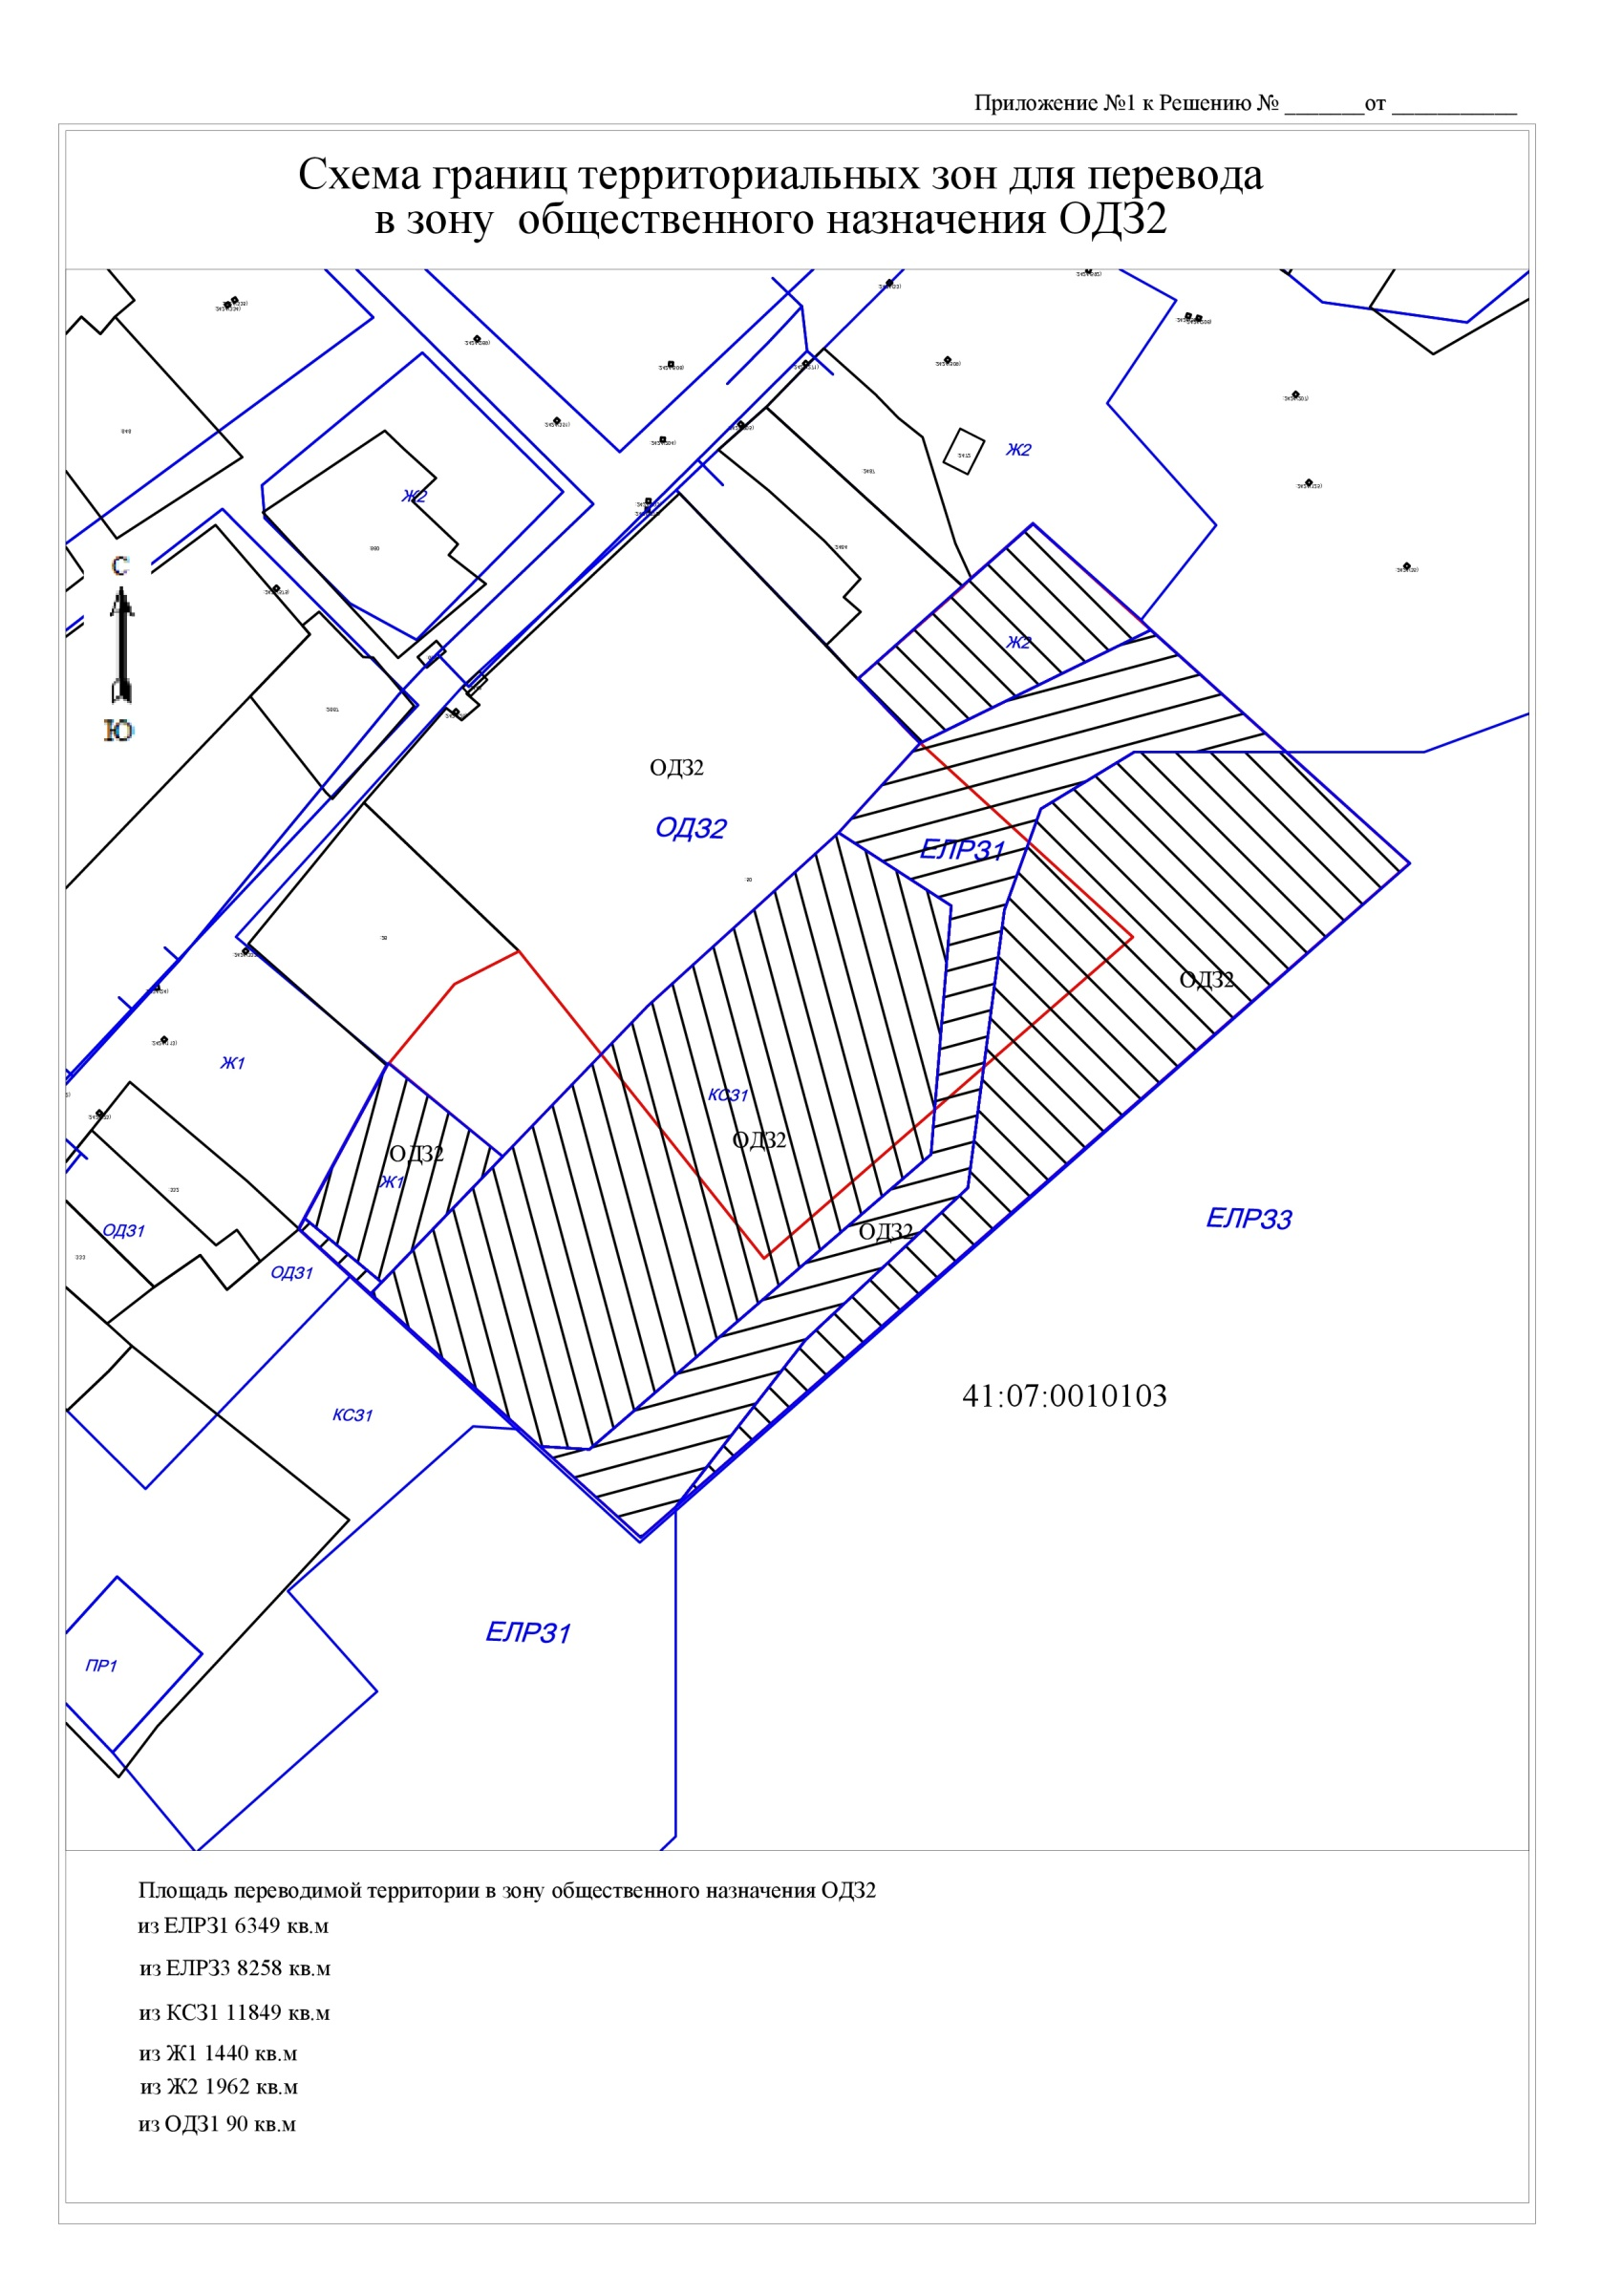 Приложение №1 к Решению № _______от ___________
Схема границ территориальных зон для перевода
в зону общественного назначения ОДЗ2
Ж2
Ж2
С
Ю
Ж2
ОДЗ2
ОДЗ2
ЕЛРЗ1
ОДЗ2
Ж1
КСЗ1
ОДЗ2
ОДЗ2
Ж1
ЕЛРЗ3
ОДЗ1
ОДЗ2
ОДЗ1
41:07:0010103
КСЗ1
ЕЛРЗ1
ПР1
Площадь переводимой территории в зону общественного назначения ОДЗ2
из ЕЛРЗ1 6349 кв.м
из ЕЛРЗ3 8258 кв.м
из КСЗ1 11849 кв.м
из Ж1 1440 кв.м
из Ж2 1962 кв.м
из ОДЗ1 90 кв.м